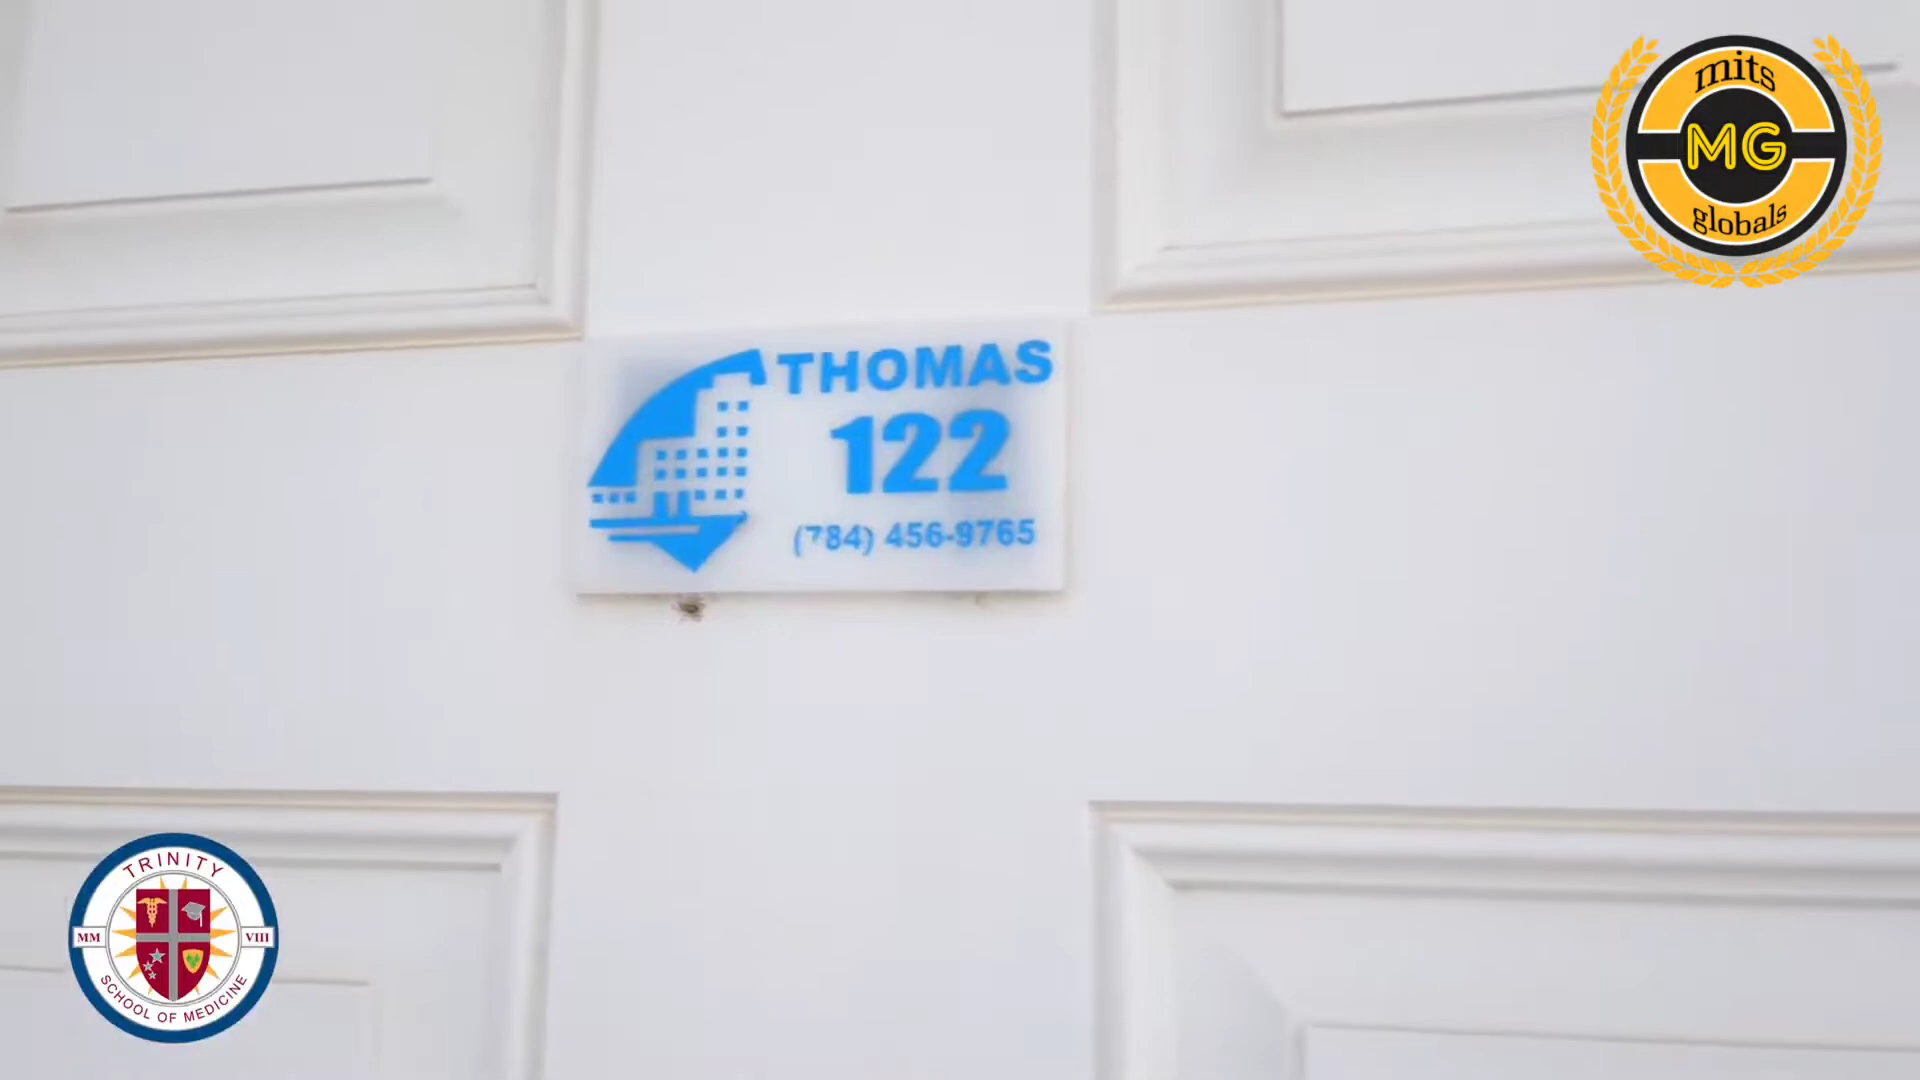 mits
MG
globals
THOMAS
122
(784) 456-9765
TRINITY
MM VIII
SCHOOL OF MEDICINE